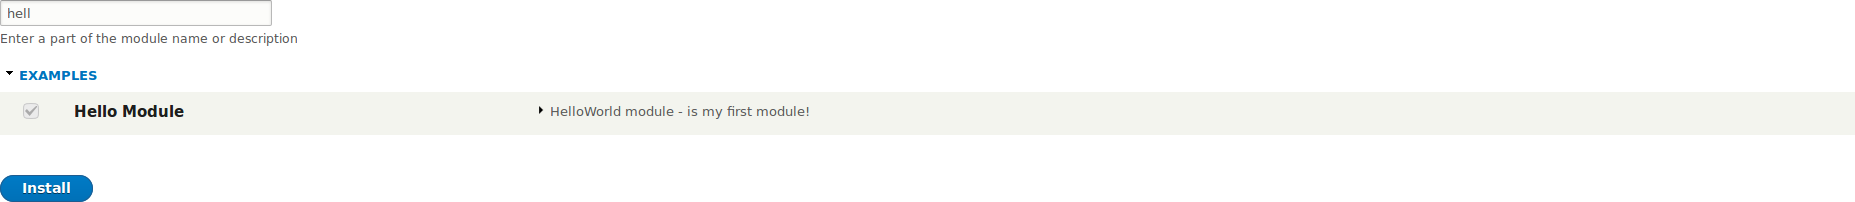 hell
Enter a part of the module name or description
EXAMPLES
Hello Module HelloWorld module - is my first module!
Install